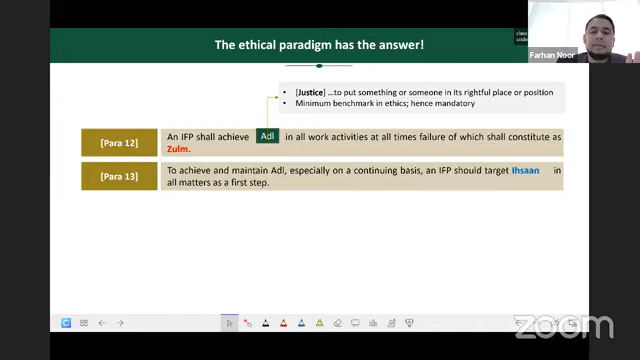 The ethical paradigm has the answer!
class
code
Farhan Noor
• [Justice] …to put something or someone in its rightful place or position
• Minimum benchmark in ethics; hence mandatory
[Para 12]
An IFP shall achieve Adl in all work activities at all times failure of which shall constitute as
Zulm.
[Para 13]
To achieve and maintain Adl, especially on a continuing basis, an IFP should target Ihsaan in
all matters as a first step.
zoom